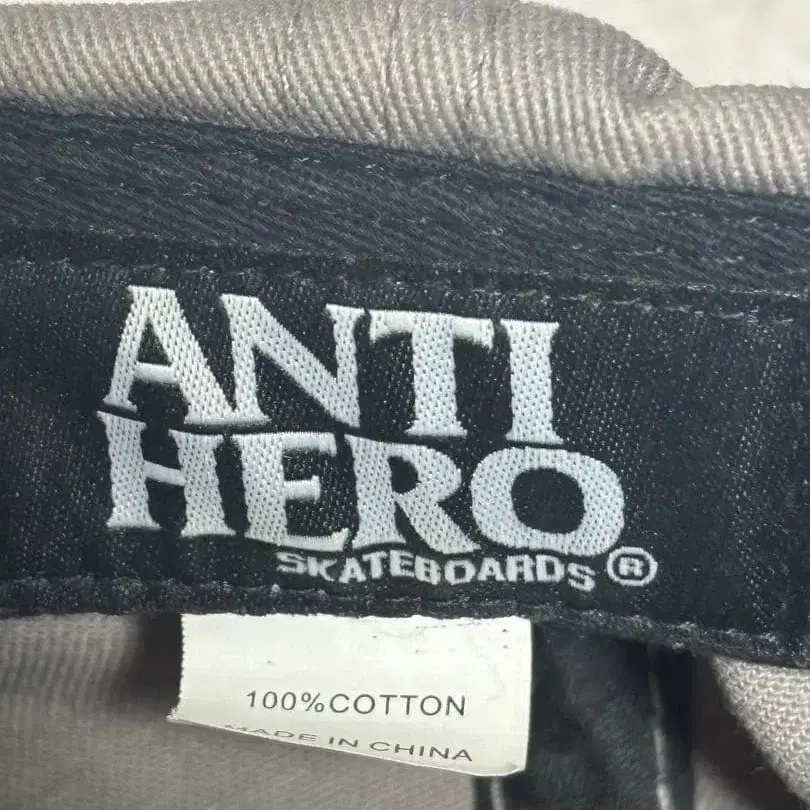 ANTI
HERO
SKATEBOARDS®
100%COTTON
MADE IN CHINA